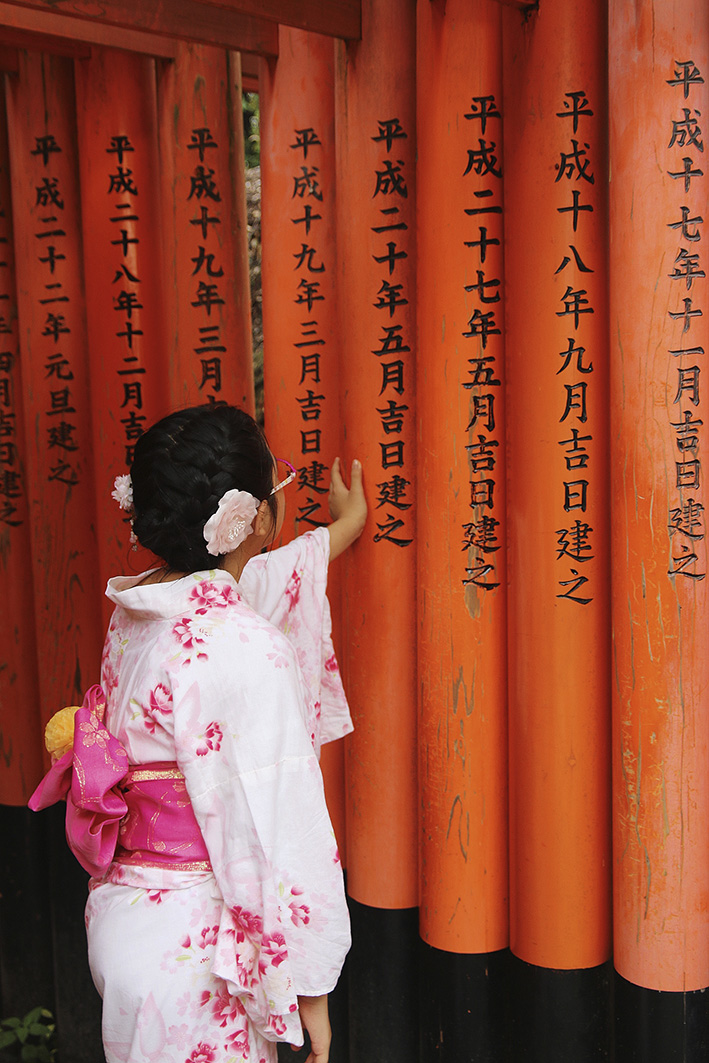 平成十七年十一月吉日建之
平成十八年九月吉日建之
平成二十七年五月吉日建之
平成二十年五月吉日建之
平成十九年三月吉日建之
平成十九年三月
平成二十八年十二月吉
平成二十二年元旦建之
四月吉日建之